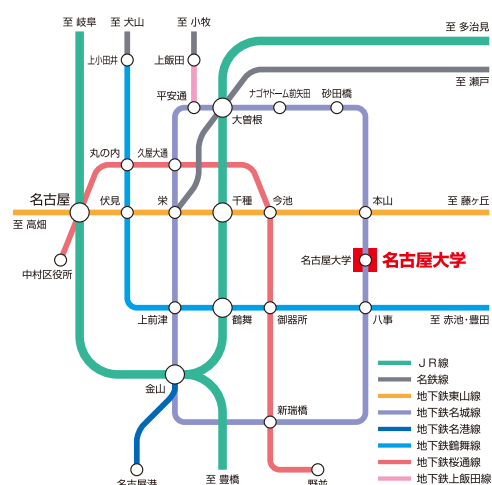 至 岐阜
至 犬山
至 小牧
至 多治見
上小田井
上飯田
至 瀬戸
平安通
ナゴヤドーム前矢田
砂田橋
大曽根
丸の内
久屋大通
名古屋
伏見
栄
千種
今池
本山
至 藤ヶ丘
至 高畑
中村区役所
名古屋大学
名古屋大学
上前津
鶴舞
御器所
八事
至 赤池・豊田
金山
新瑞橋
名古屋港
至 豊橋
野並
JR線
名鉄線
地下鉄東山線
地下鉄名城線
地下鉄名港線
地下鉄鶴舞線
地下鉄桜通線
地下鉄上飯田線